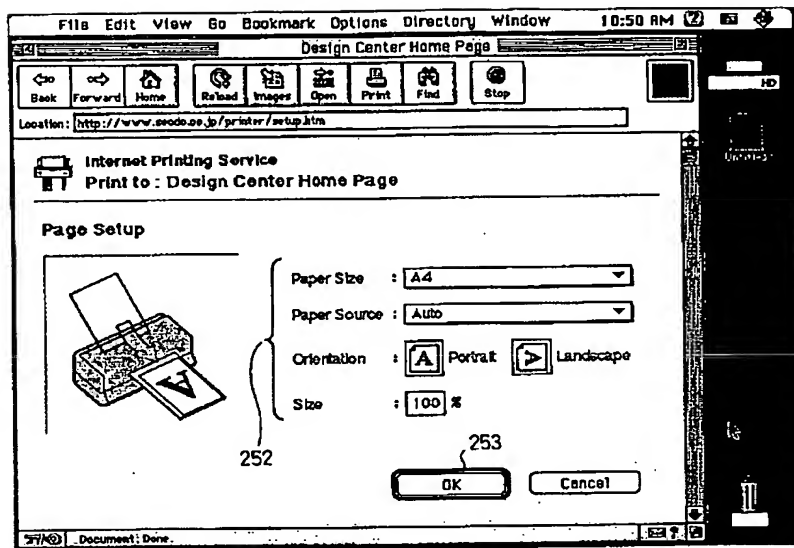 File Edit View Go Bookmark Options Directory Window 10:50 AM
Design Center Home Page
Back Forward Home Reload Images Open Print Find Stop
HD
Location: http://www.seodo.oe.jp/printer/setup.htm
Internet Printing Service
Print to : Design Center Home Page
Page Setup
Paper Size : A4
Paper Source : Auto
Orientation : A Portrait A Landscape
Size : 100 %
A
252
253
OK Cancel
Document: Done.